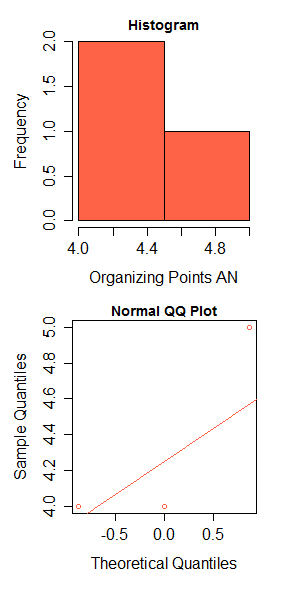 Histogram
Frequency
0.0 0.5 1.0 1.5 2.0
4.0 4.4 4.8
Organizing Points AN
Normal QQ Plot
Sample Quantiles
4.0 4.2 4.4 4.6 4.8 5.0
-0.5 0.0 0.5
Theoretical Quantiles